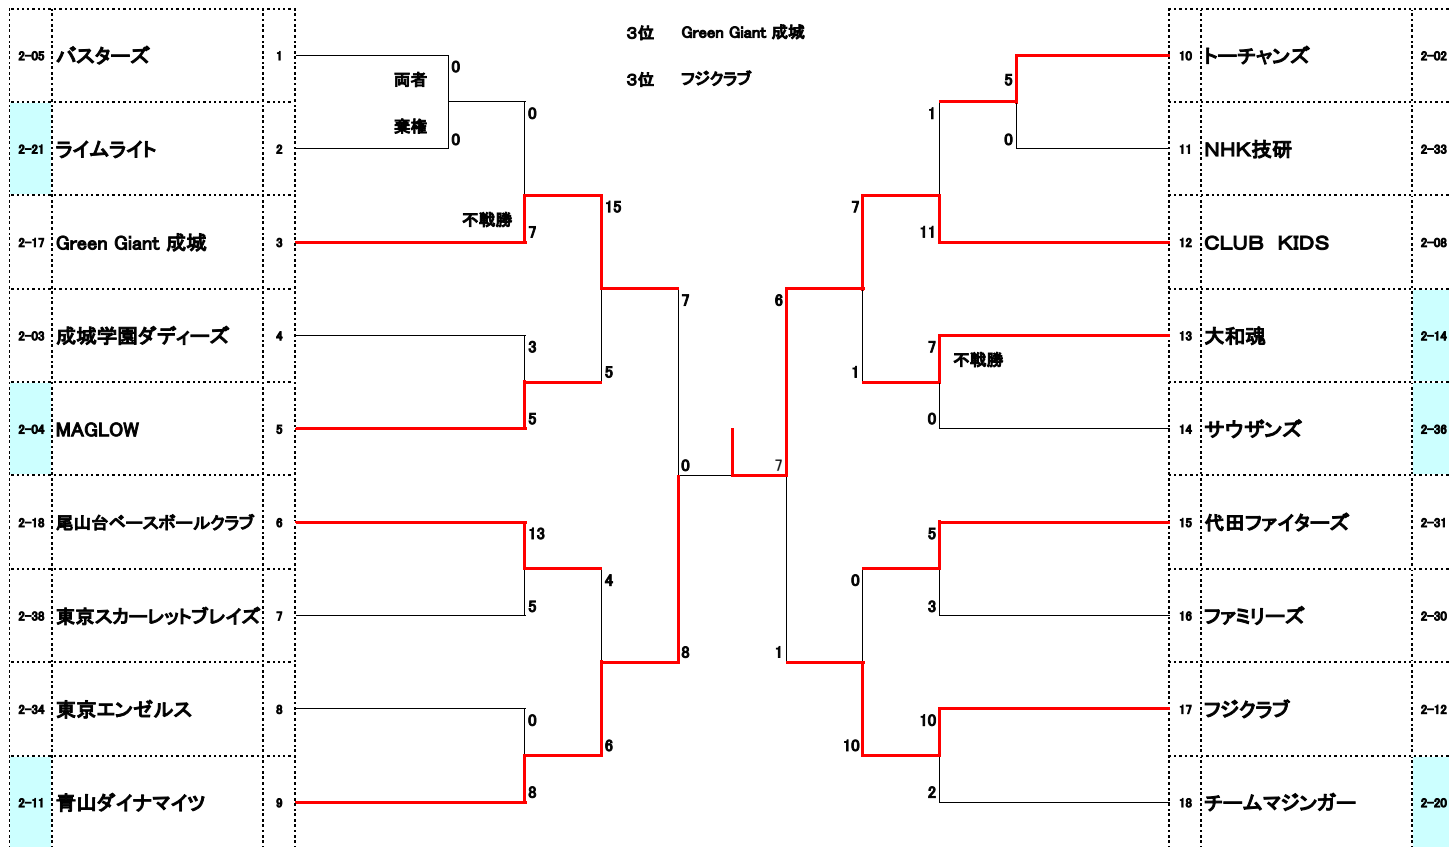 3位 Green Giant 成城
3位 フジクラブ
2-05 バスターズ 1
両者
0
棄権
0
0
2-21 ライムライト 2
不戦勝
7
15
2-17 Green Giant 成城 3
7
2-03 成城学園ダディーズ 4
3
5
5
2-04 MAGLOW 5
0
2-18 尾山台ベースボールクラブ 6
13
4
5
2-38 東京スカーレットブレイズ 7
8
2-34 東京エンゼルス 8
0
6
8
2-11 青山ダイナマイツ 9
10 トーチャンズ 2-02
5
1
0
11 NHK技研 2-33
7
11
12 CLUB KIDS 2-08
6
13 大和魂 2-14
7
不戦勝
1
0
14 サウザンズ 2-36
7
15 代田ファイターズ 2-31
5
0
3
16 ファミリーズ 2-30
1
17 フジクラブ 2-12
10
10
2
18 チームマジンガー 2-20